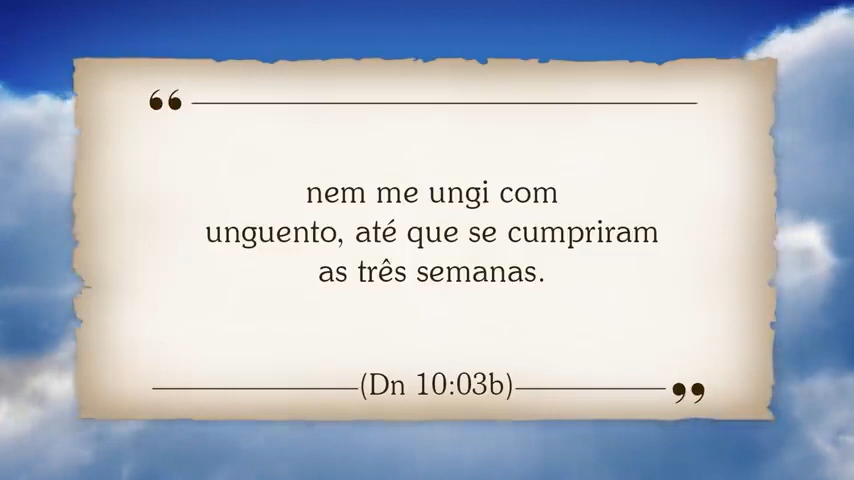 “
nem me ungi com
unguento, até que se cumpriram
as três semanas.
(Dn 10:03b)
”